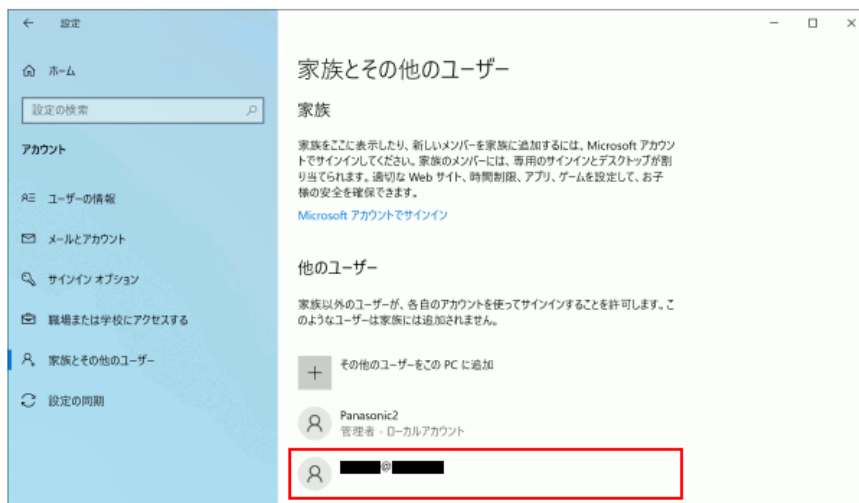 設定
ホーム
設定の検索
アカウント
ユーザーの情報
メールとアカウント
サインイン オプション
職場または学校にアクセスする
家族とその他のユーザー
設定の同期
家族とその他のユーザー
家族
家族をここに表示したり、新しいメンバーを家族に追加するには、Microsoft アカウン
トでサインインしてください。家族のメンバーには、専用のサインインとデスクトップが割
り当てられます。適切な Web サイト、時間制限、アプリ、ゲームを設定して、お子
様の安全を確保できます。
Microsoft アカウントでサインイン
他のユーザー
家族以外のユーザーが、各自のアカウントを使ってサインインすることを許可します。こ
のようなユーザーは家族には追加されません。
その他のユーザーをこの PC に追加
Panasonic2
管理者 - ローカルアカウント
@